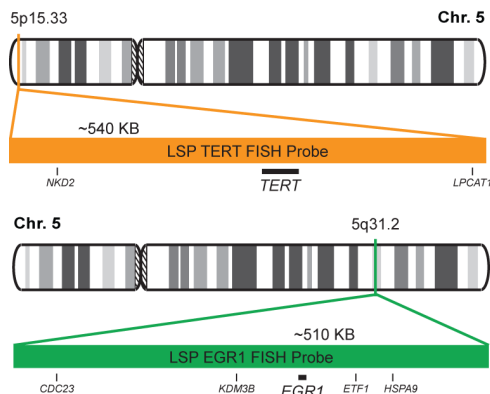 5p15.33 Chr. 5
~540 KB
LSP TERT FISH Probe
NKD2 TERT LPCAT1
Chr. 5 5q31.2
~510 KB
LSP EGR1 FISH Probe
CDC23 KDM3B EGR1 ETF1 HSPA9